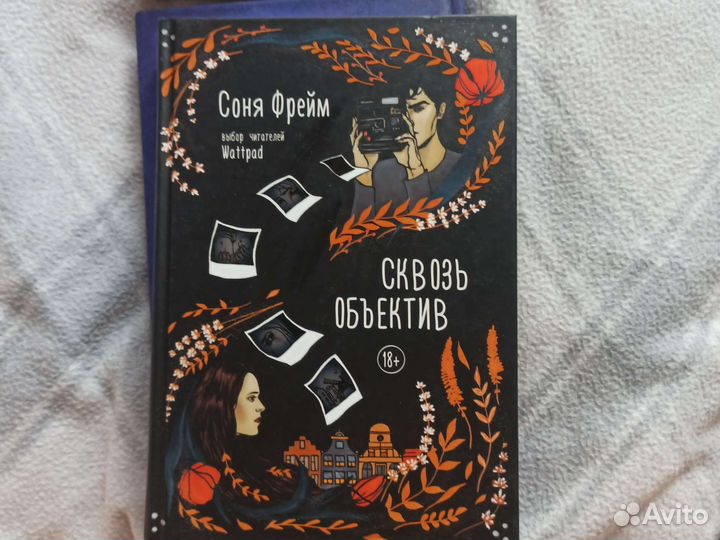 Соня Фрейм
выбор читателей
Wattpad
СКВОЗЬ
ОБЪЕКТИВ
18+
Avito